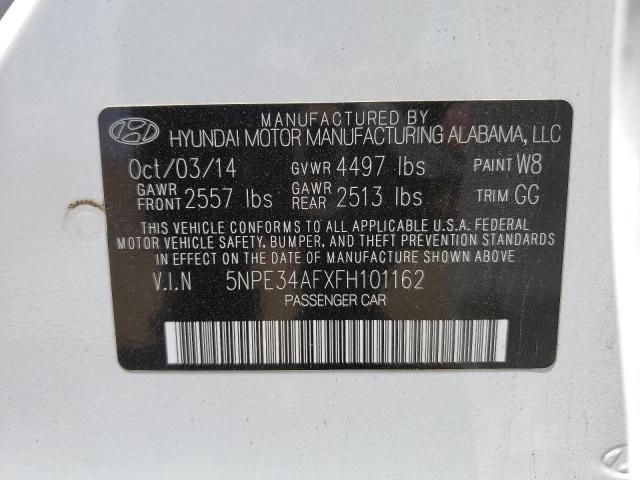 MANUFACTURED BY
HYUNDAI MOTOR MANUFACTURING ALABAMA, LLC
Oct/03/14 GVWR 4497 lbs PAINT W8
GAWR FRONT 2557 lbs GAWR REAR 2513 lbs TRIM GG
THIS VEHICLE CONFORMS TO ALL APPLICABLE U.S.A. FEDERAL
MOTOR VEHICLE SAFETY, BUMPER, AND THEFT PREVENTION STANDARDS
IN EFFECT ON THE DATE OF MANUFACTURE SHOWN ABOVE.
V.I.N 5NPE34AFXFH101162
PASSENGER CAR